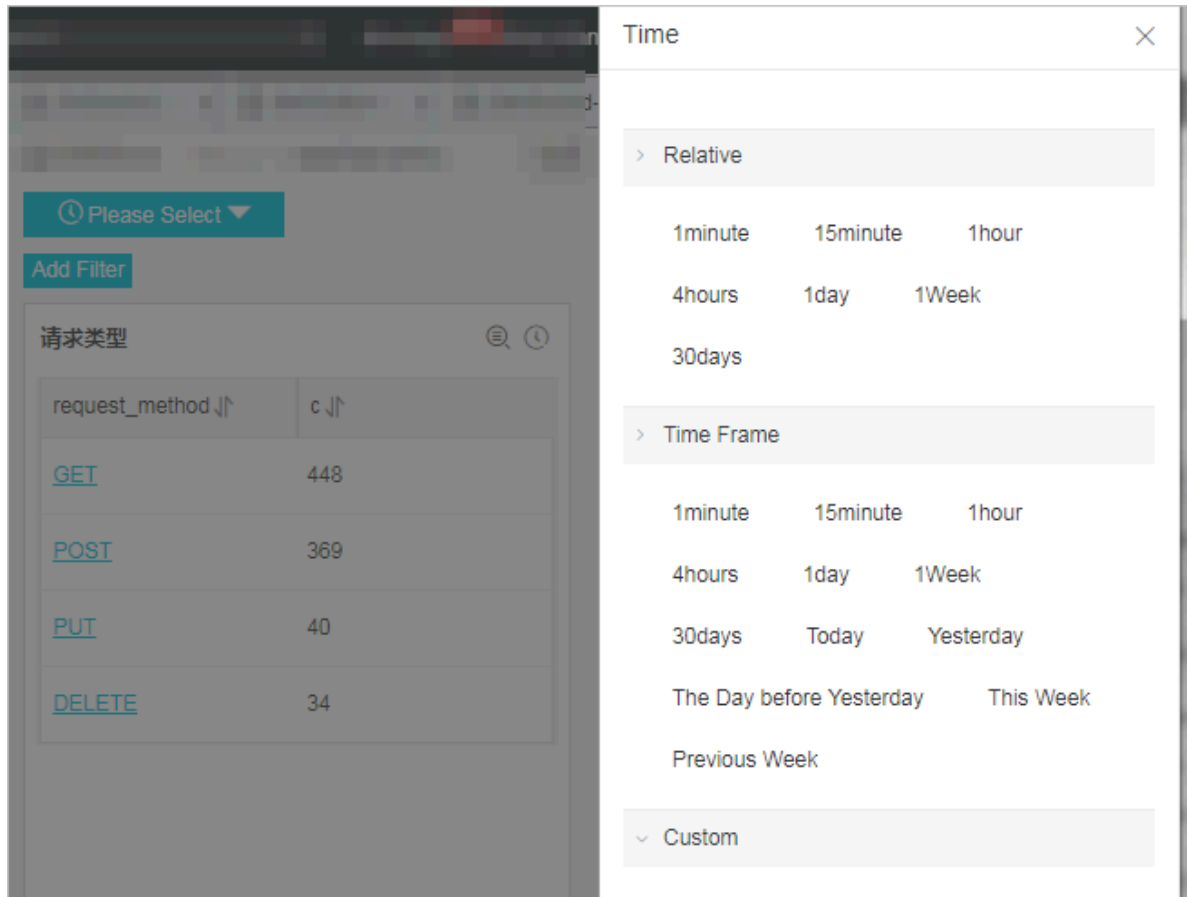 Please Select
Add Filter
请求类型
request_method c
GET 448
POST 369
PUT 40
DELETE 34
Time
Relative
1minute 15minute 1hour
4hours 1day 1Week
30days
Time Frame
1minute 15minute 1hour
4hours 1day 1Week
30days Today Yesterday
The Day before Yesterday This Week
Previous Week
Custom